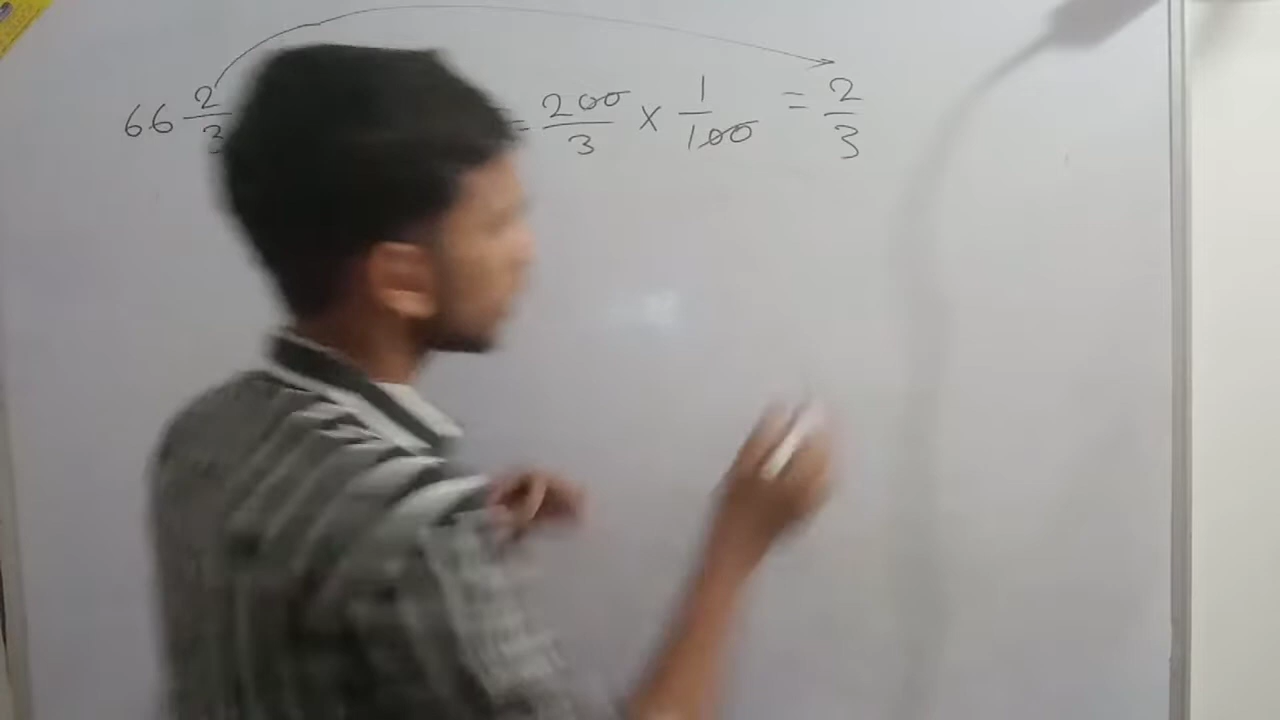 66 2/3 = 200/3 × 1/100 = 2/3